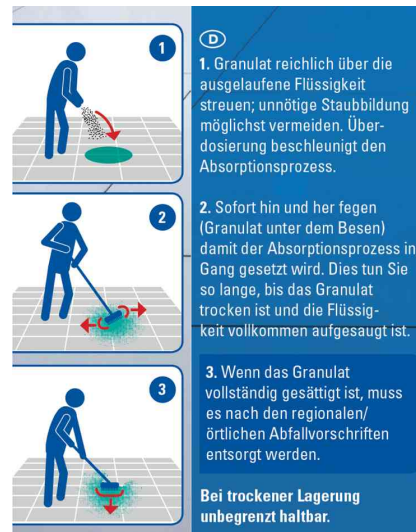 D
1. Granulat reichlich über die
ausgelaufene Flüssigkeit
streuen; unnötige Staubbildung
möglichst vermeiden. Über-
dosierung beschleunigt den
Absorptionsprozess.
1
2. Sofort hin und her fegen
(Granulat unter dem Besen)
damit der Absorptionsprozess in
Gang gesetzt wird. Dies tun Sie
so lange, bis das Granulat
trocken ist und die Flüssig-
keit vollkommen aufgesaugt ist.
2
3. Wenn das Granulat
vollständig gesättigt ist, muss
es nach den regionalen/
örtlichen Abfallvorschriften
entsorgt werden.
3
Bei trockener Lagerung
unbegrenzt haltbar.